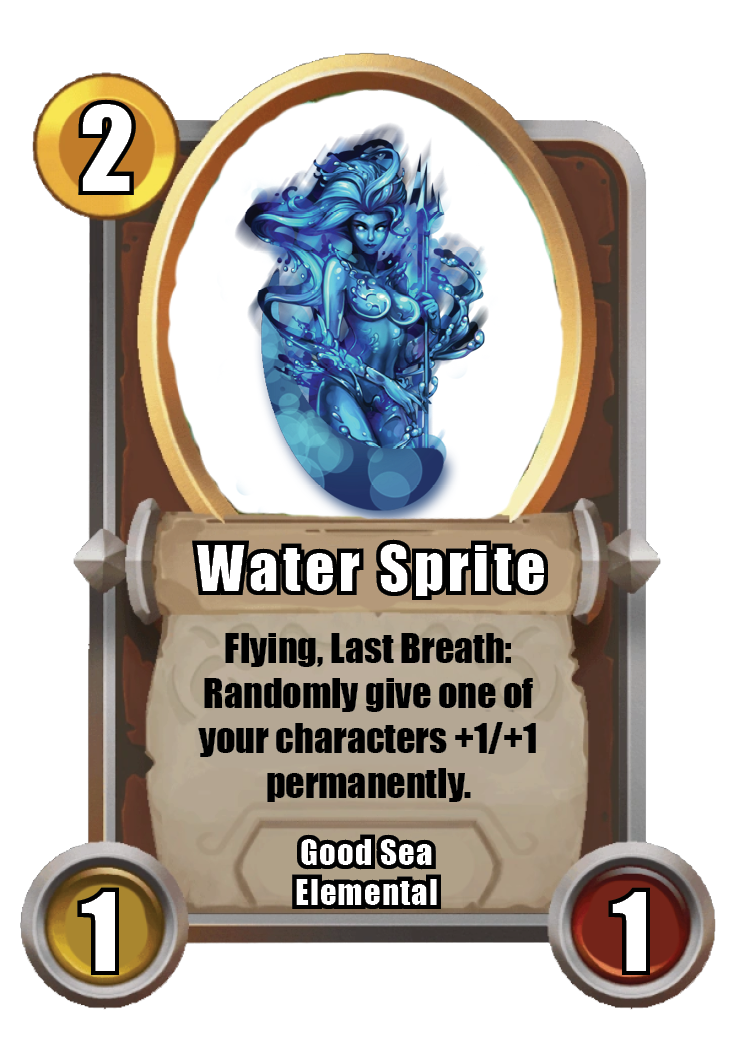 2
Water Sprite
Flying, Last Breath:
Randomly give one of
your characters +1/+1
permanently.
Good Sea
Elemental
1
1